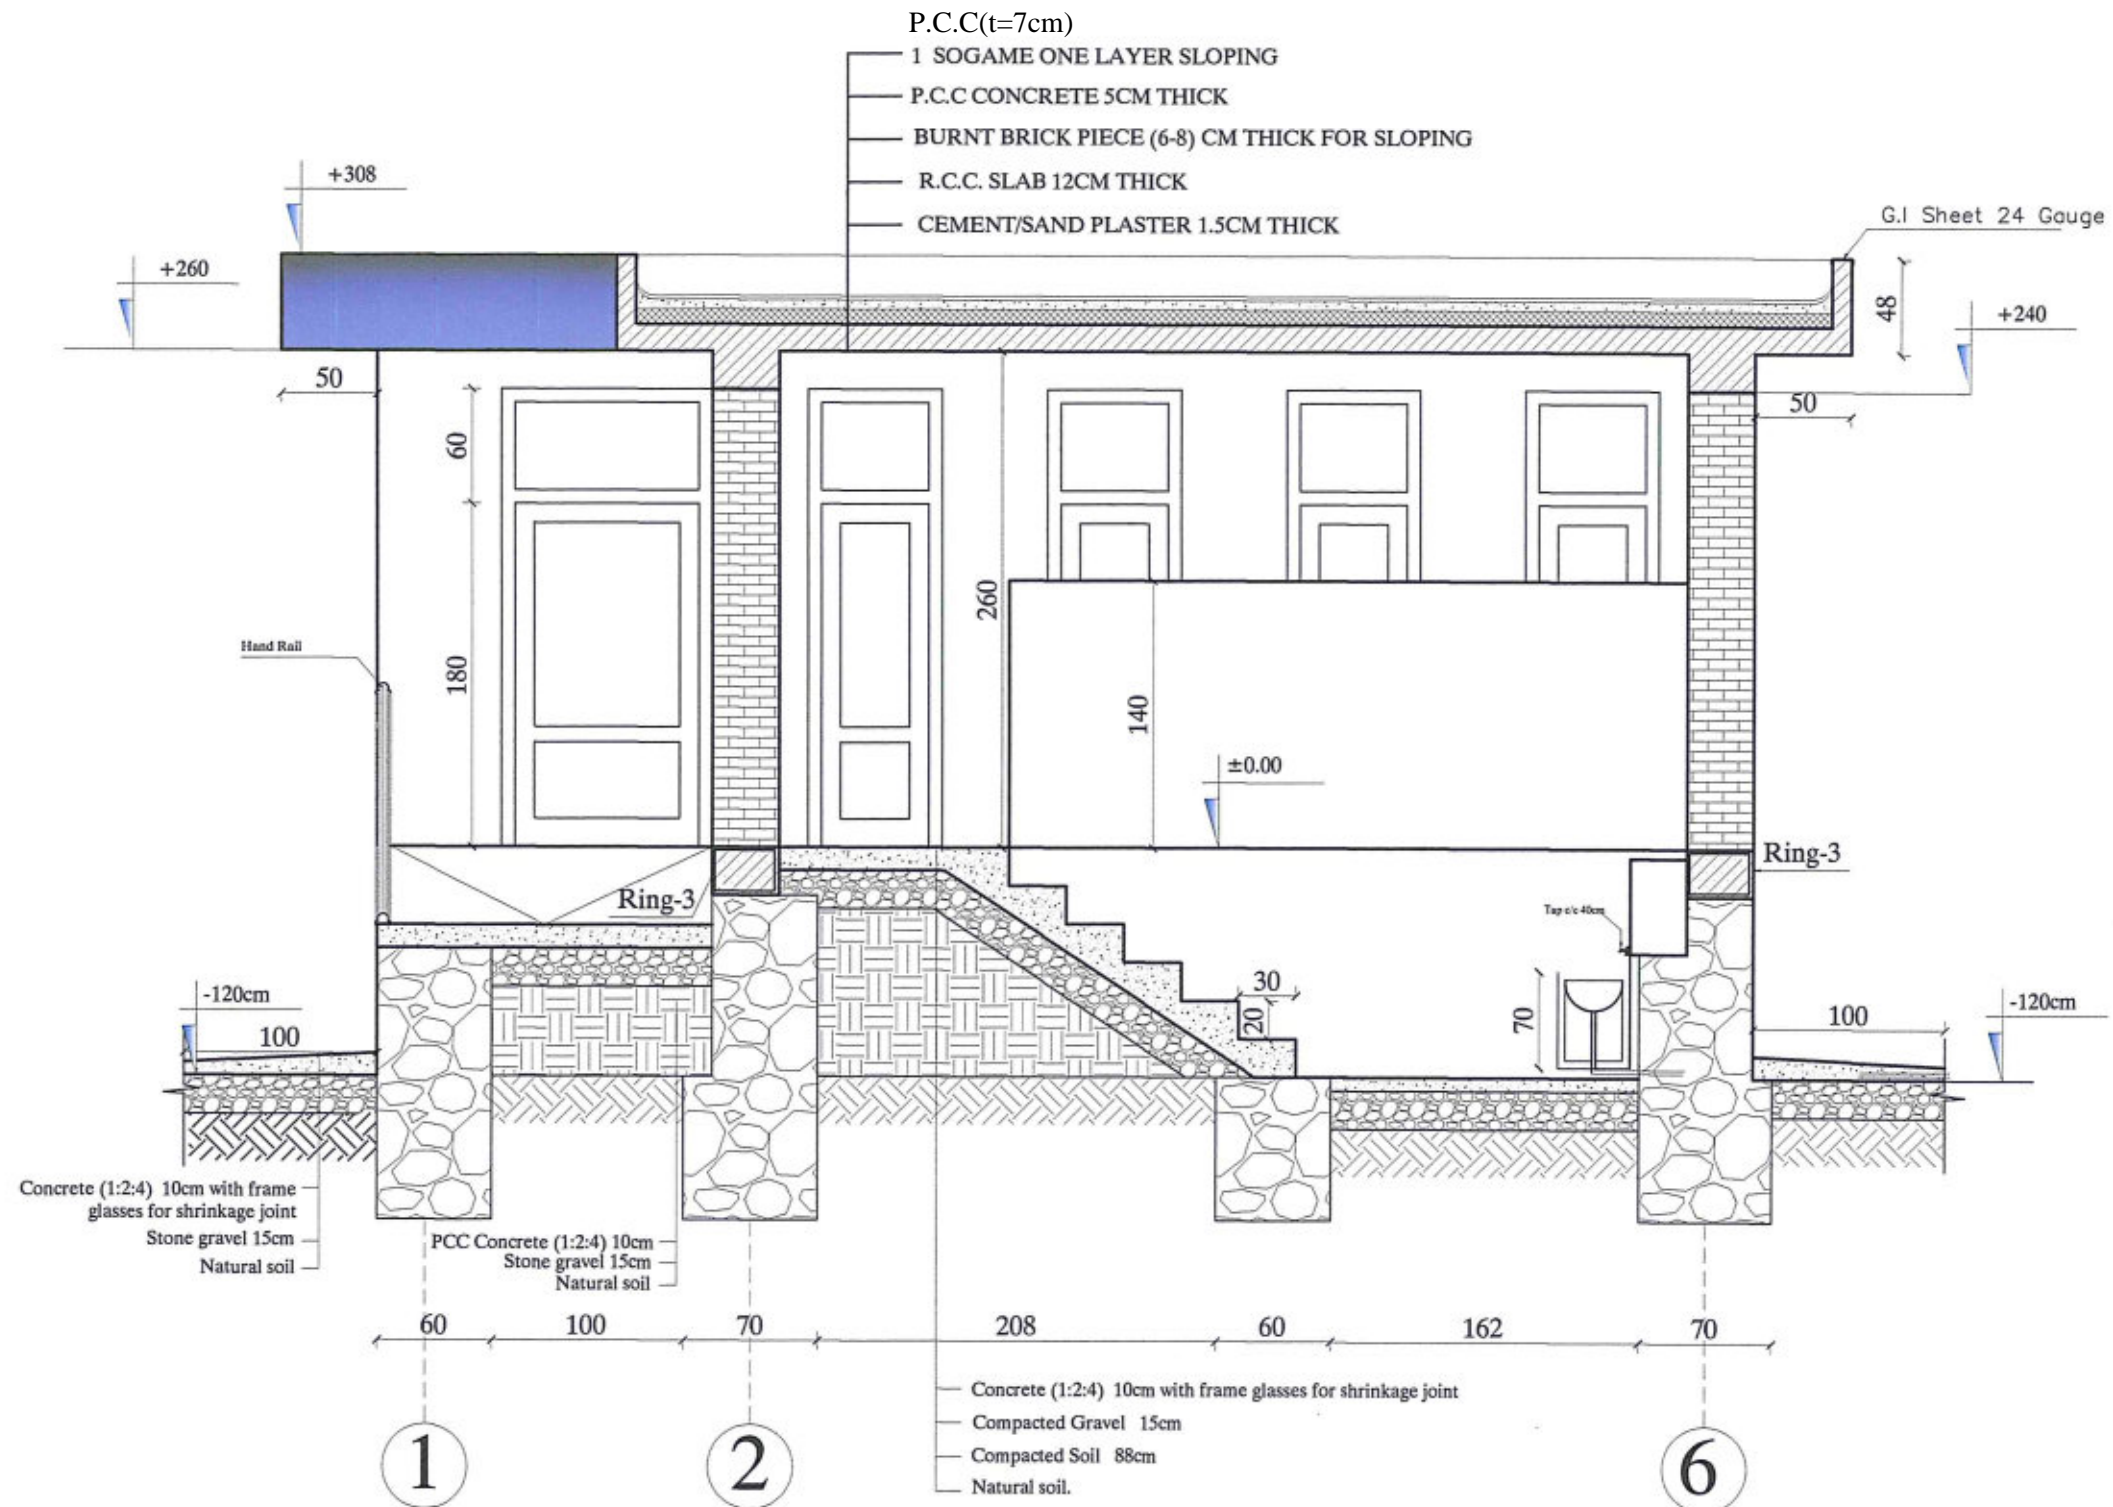 P.C.C(t=7cm)
1 SOGAME ONE LAYER SLOPING
P.C.C CONCRETE 5CM THICK
BURNT BRICK PIECE (6-8) CM THICK FOR SLOPING
R.C.C. SLAB 12CM THICK
CEMENT/SAND PLASTER 1.5CM THICK
+308
G.I Sheet 24 Gauge
+260
48
+240
50
50
60
260
Hand Rail
180
140
±0.00
Ring-3
Ring-3
Tap c/c 40cm
-120cm
100
30
20
70
100
-120cm
Concrete (1:2:4) 10cm with frame
glasses for shrinkage joint
Stone gravel 15cm
Natural soil
PCC Concrete (1:2:4) 10cm
Stone gravel 15cm
Natural soil
60
100
70
208
60
162
70
Concrete (1:2:4) 10cm with frame glasses for shrinkage joint
Compacted Gravel 15cm
Compacted Soil 88cm
Natural soil.
1
2
6